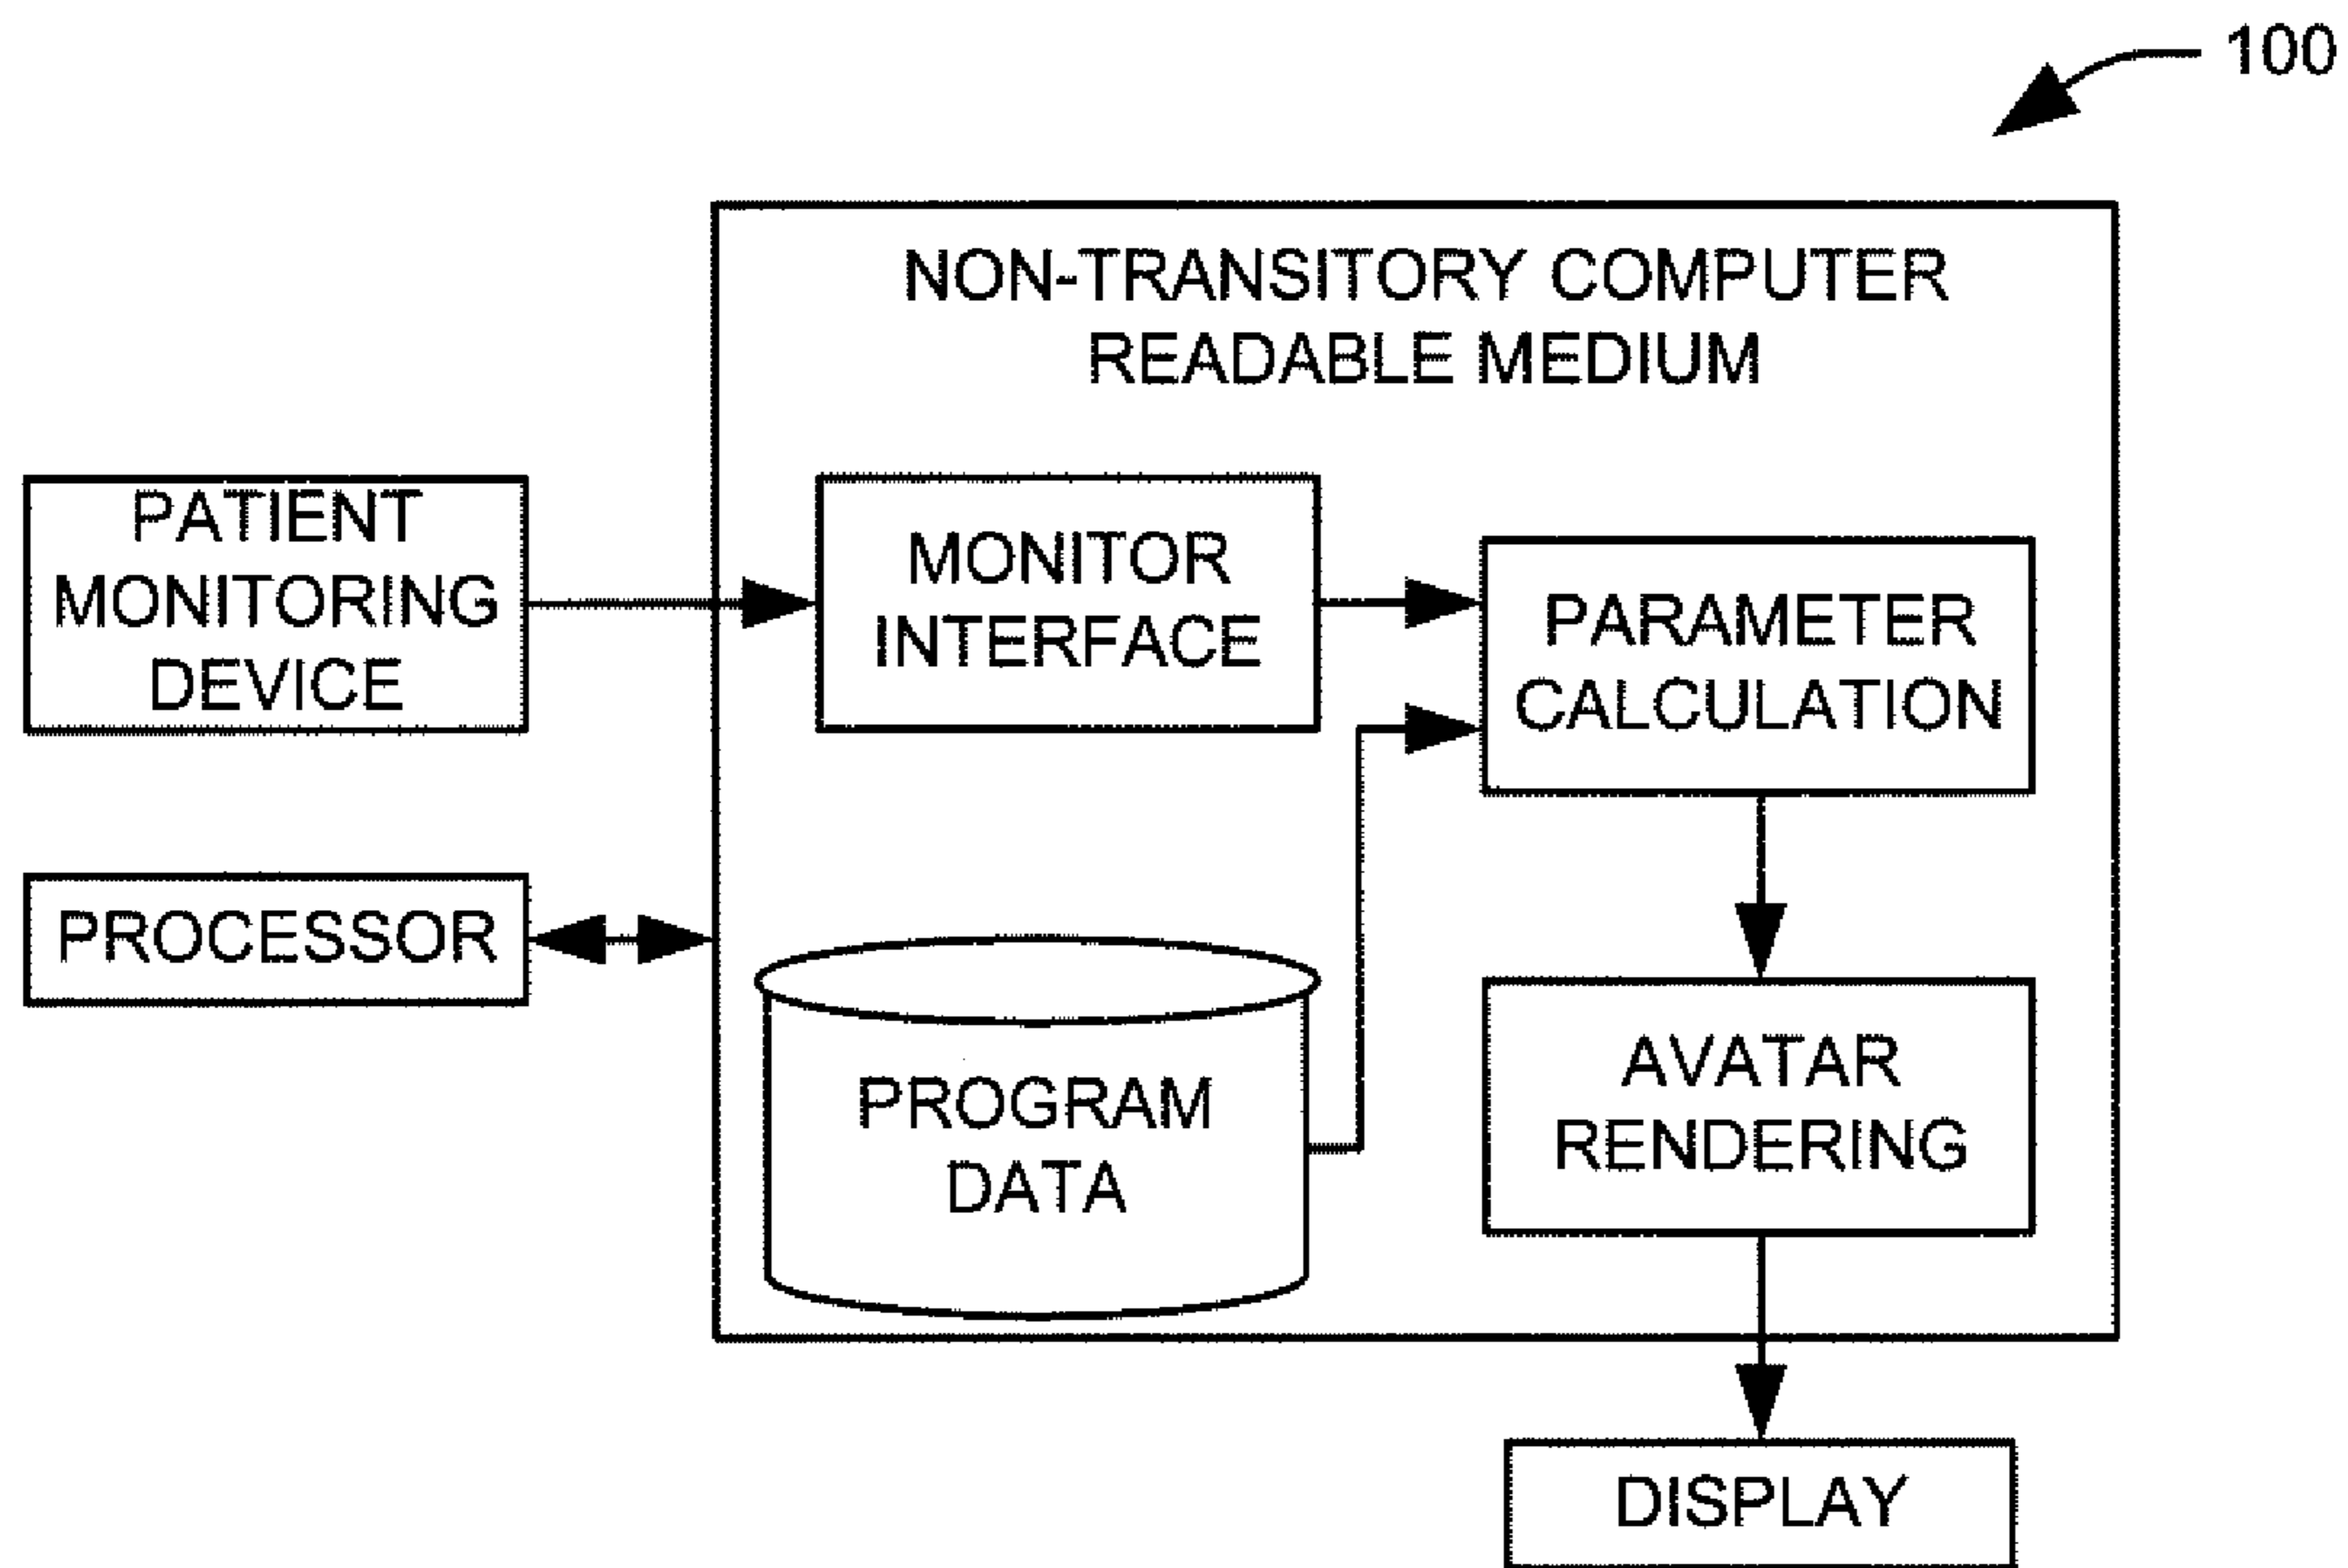 100
NON-TRANSITORY COMPUTER
READABLE MEDIUM
PATIENT
MONITORING
DEVICE
MONITOR
INTERFACE
PARAMETER
CALCULATION
PROCESSOR
PROGRAM
DATA
AVATAR
RENDERING
DISPLAY